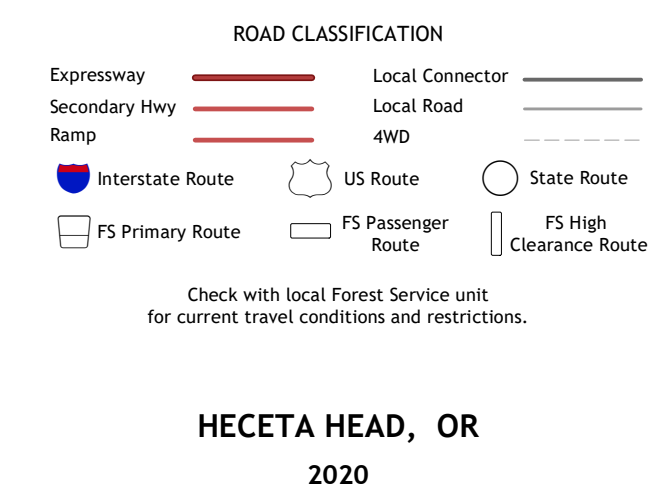 ROAD CLASSIFICATION
Expressway
Local Connector
Secondary Hwy
Local Road
Ramp
4WD
Interstate Route
US Route
State Route
FS Primary Route
FS Passenger
Route
FS High
Clearance Route
Check with local Forest Service unit
for current travel conditions and restrictions.
HECETA HEAD, OR
2020